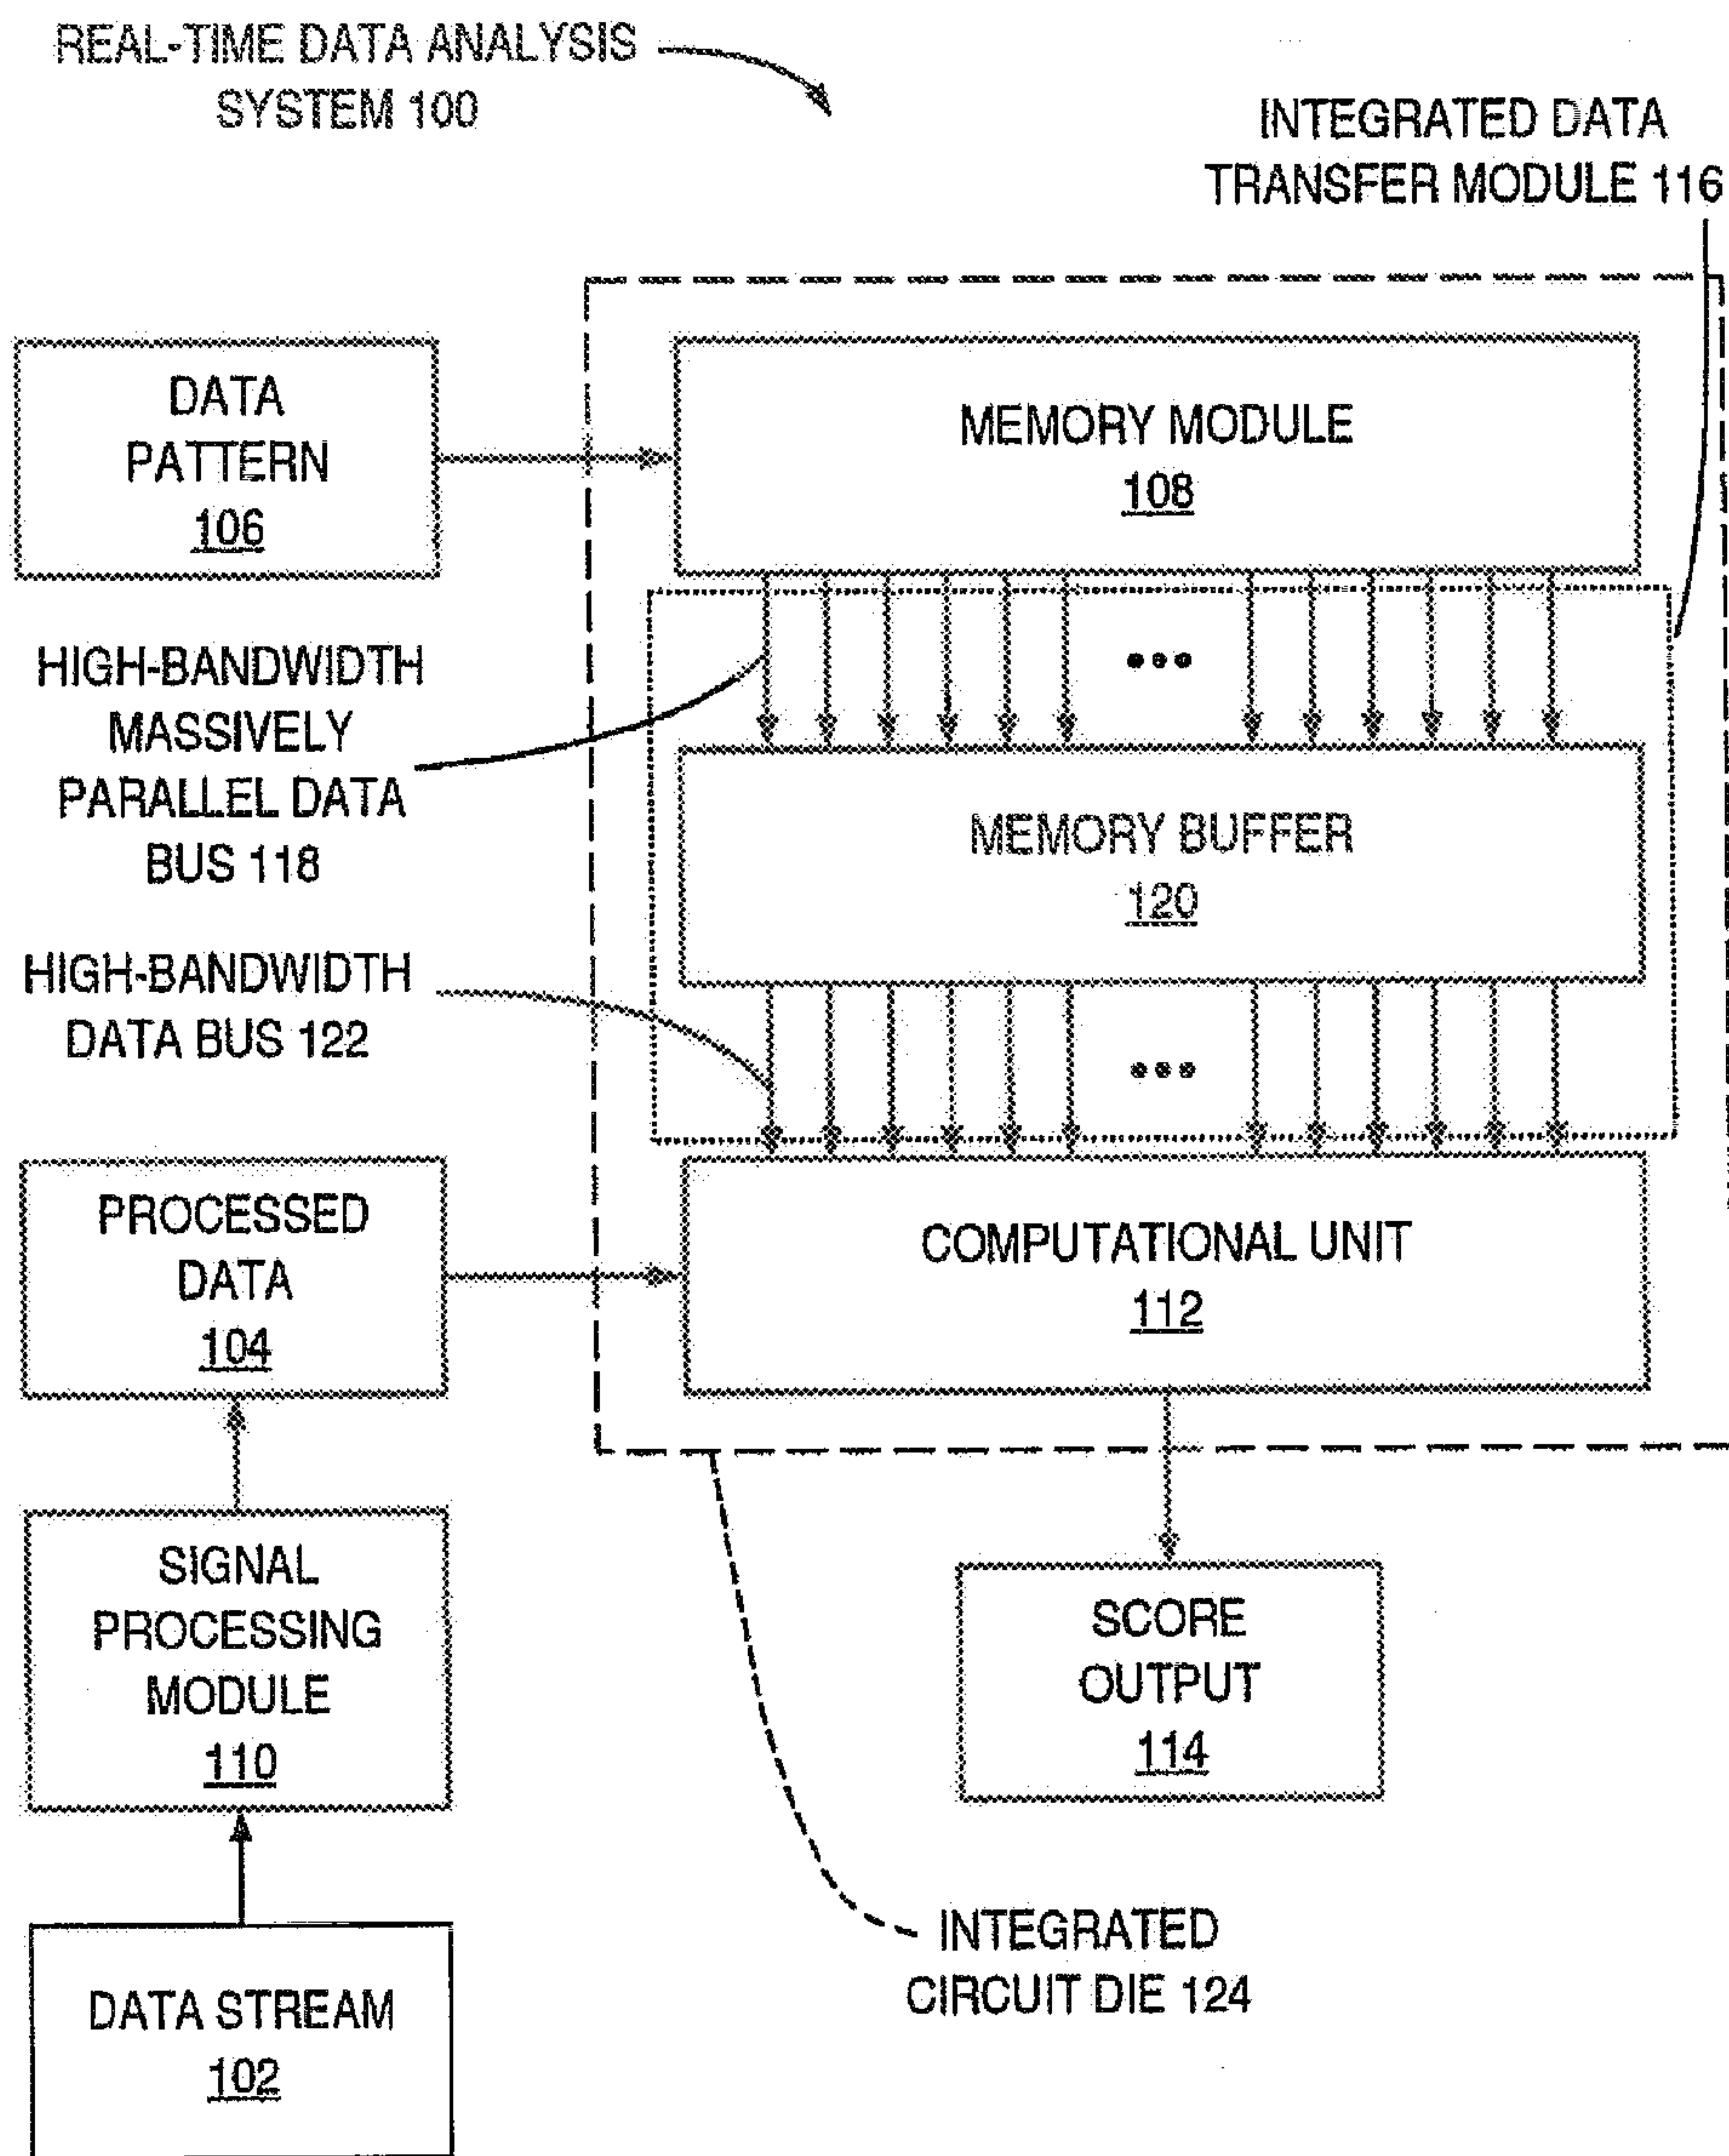 REAL-TIME DATA ANALYSIS
SYSTEM 100
INTEGRATED DATA
TRANSFER MODULE 116
DATA
PATTERN
106
MEMORY MODULE
108
HIGH-BANDWIDTH
MASSIVELY
PARALLEL DATA
BUS 118
MEMORY BUFFER
120
HIGH-BANDWIDTH
DATA BUS 122
PROCESSED
DATA
104
COMPUTATIONAL UNIT
112
SIGNAL
PROCESSING
MODULE
110
SCORE
OUTPUT
114
INTEGRATED
CIRCUIT DIE 124
DATA STREAM
102